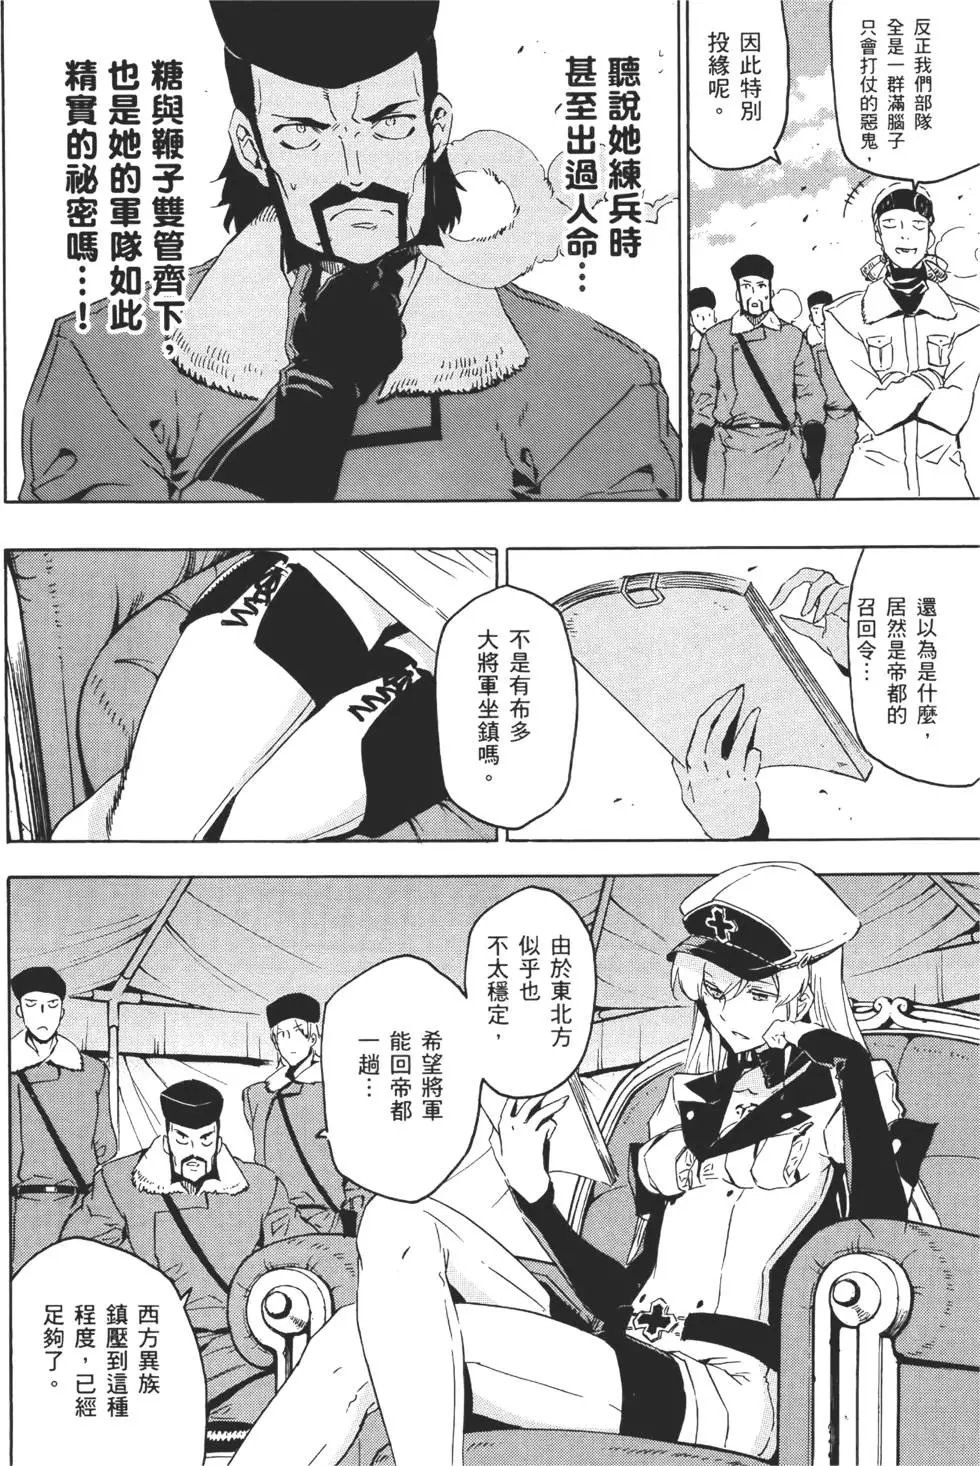 反正我們部隊
全是一群滿腦子
只會打仗的惡鬼，
因此特別
投緣呢。
聽說她練兵時
甚至出過人命…
糖與鞭子雙管齊下，
也是她的軍隊如此
精實的祕密嗎…！
還以為是什麼，
居然是帝都的
召回令…
不是有布多
大將軍坐鎮嗎。
由於東北方
似乎也
不太穩定，
希望將軍
能回帝都
一趟…
西方異族
鎮壓到這種
程度，已經
足夠了。